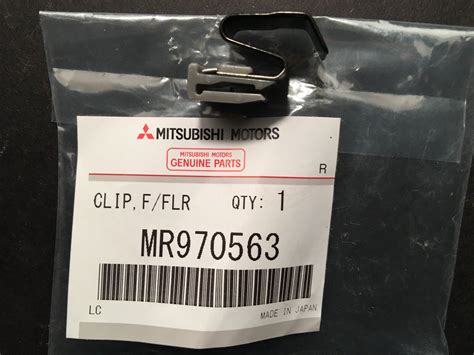 MITSUBISHI MOTORS
MITSUBISHI MOTORS
GENUINE PARTS
R
CLIP, F/FLR QTY: 1
MR970563
LC MADE IN JAPAN